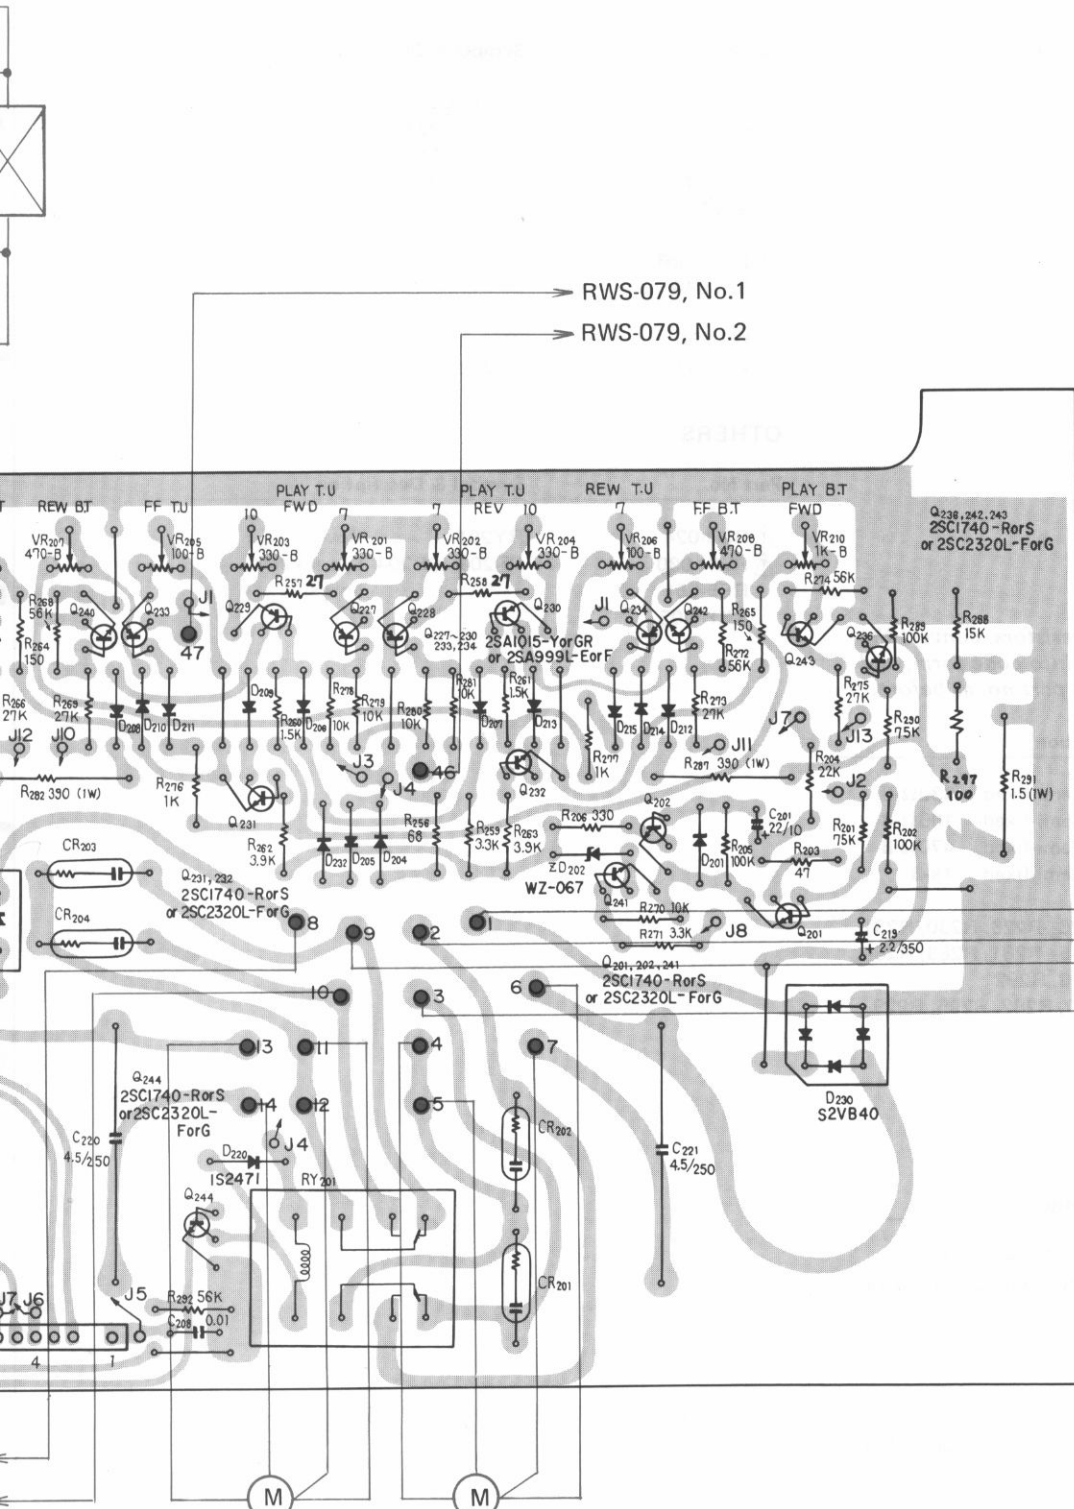 RWS-079, No.1
RWS-079, No.2
REW B.T
FF T.U
PLAY T.U
FWD
PLAY T.U
REV
REW T.U
FF B.T
PLAY B.T
FWD
10
7
7
10
7
VR207
470-B
VR205
100-B
VR203
330-B
VR201
330-B
VR202
330-B
VR204
330-B
VR206
100-B
VR208
470-B
VR210
1K-B
Q236,242,243
2SC1740-RorS
or 2SC2320L-ForG
R257 27
R258 27
R274 56K
R268
56K
R264
150
Q240
Q233
J1
47
Q229
Q227
Q228
Q227~230
233,234
Q230
2SA1015-YorGR
or 2SA999L-EorF
J1
Q234
Q242
R265
150
R272
56K
Q243
Q236
R289
100K
R288
15K
R266
27K
R269
27K
D208
D210
D211
D209
R260
1.5K
D206
R278
10K
R279
10K
R280
10K
R281
10K
D207
R261
1.5K
D213
R277
1K
D215
D214
D212
R273
27K
R275
27K
R290
75K
J12
J10
J3
J4
46
Q232
J11
J7
J13
R282 390 (1W)
R276
1K
Q231
R287 390 (1W)
R204
22K
J2
R297
100
R291
1.5(1W)
R262
3.9K
D232
D205
D204
R256
68
R259
3.3K
R263
3.9K
R206 330
Q202
ZD202
WZ-067
D201
R205
100K
C201
22/10
R203
47
R201
75K
R202
100K
CR203
CR204
Q231,232
2SC1740-RorS
or 2SC2320L-ForG
Q241
R270 10K
R271 3.3K
J8
Q201
C219
2.2/350
8
9
2
1
Q201,202,241
2SC1740-RorS
or 2SC2320L-ForG
10
3
6
13
11
4
7
14
12
5
Q244
2SC1740-RorS
or2SC2320L-
ForG
D230
S2VB40
C220
4.5/250
J4
D220
1S2471
RY201
CR202
C221
4.5/250
Q244
CR201
J7 J6
J5
R292 56K
C208 0.01
4
1
M
M